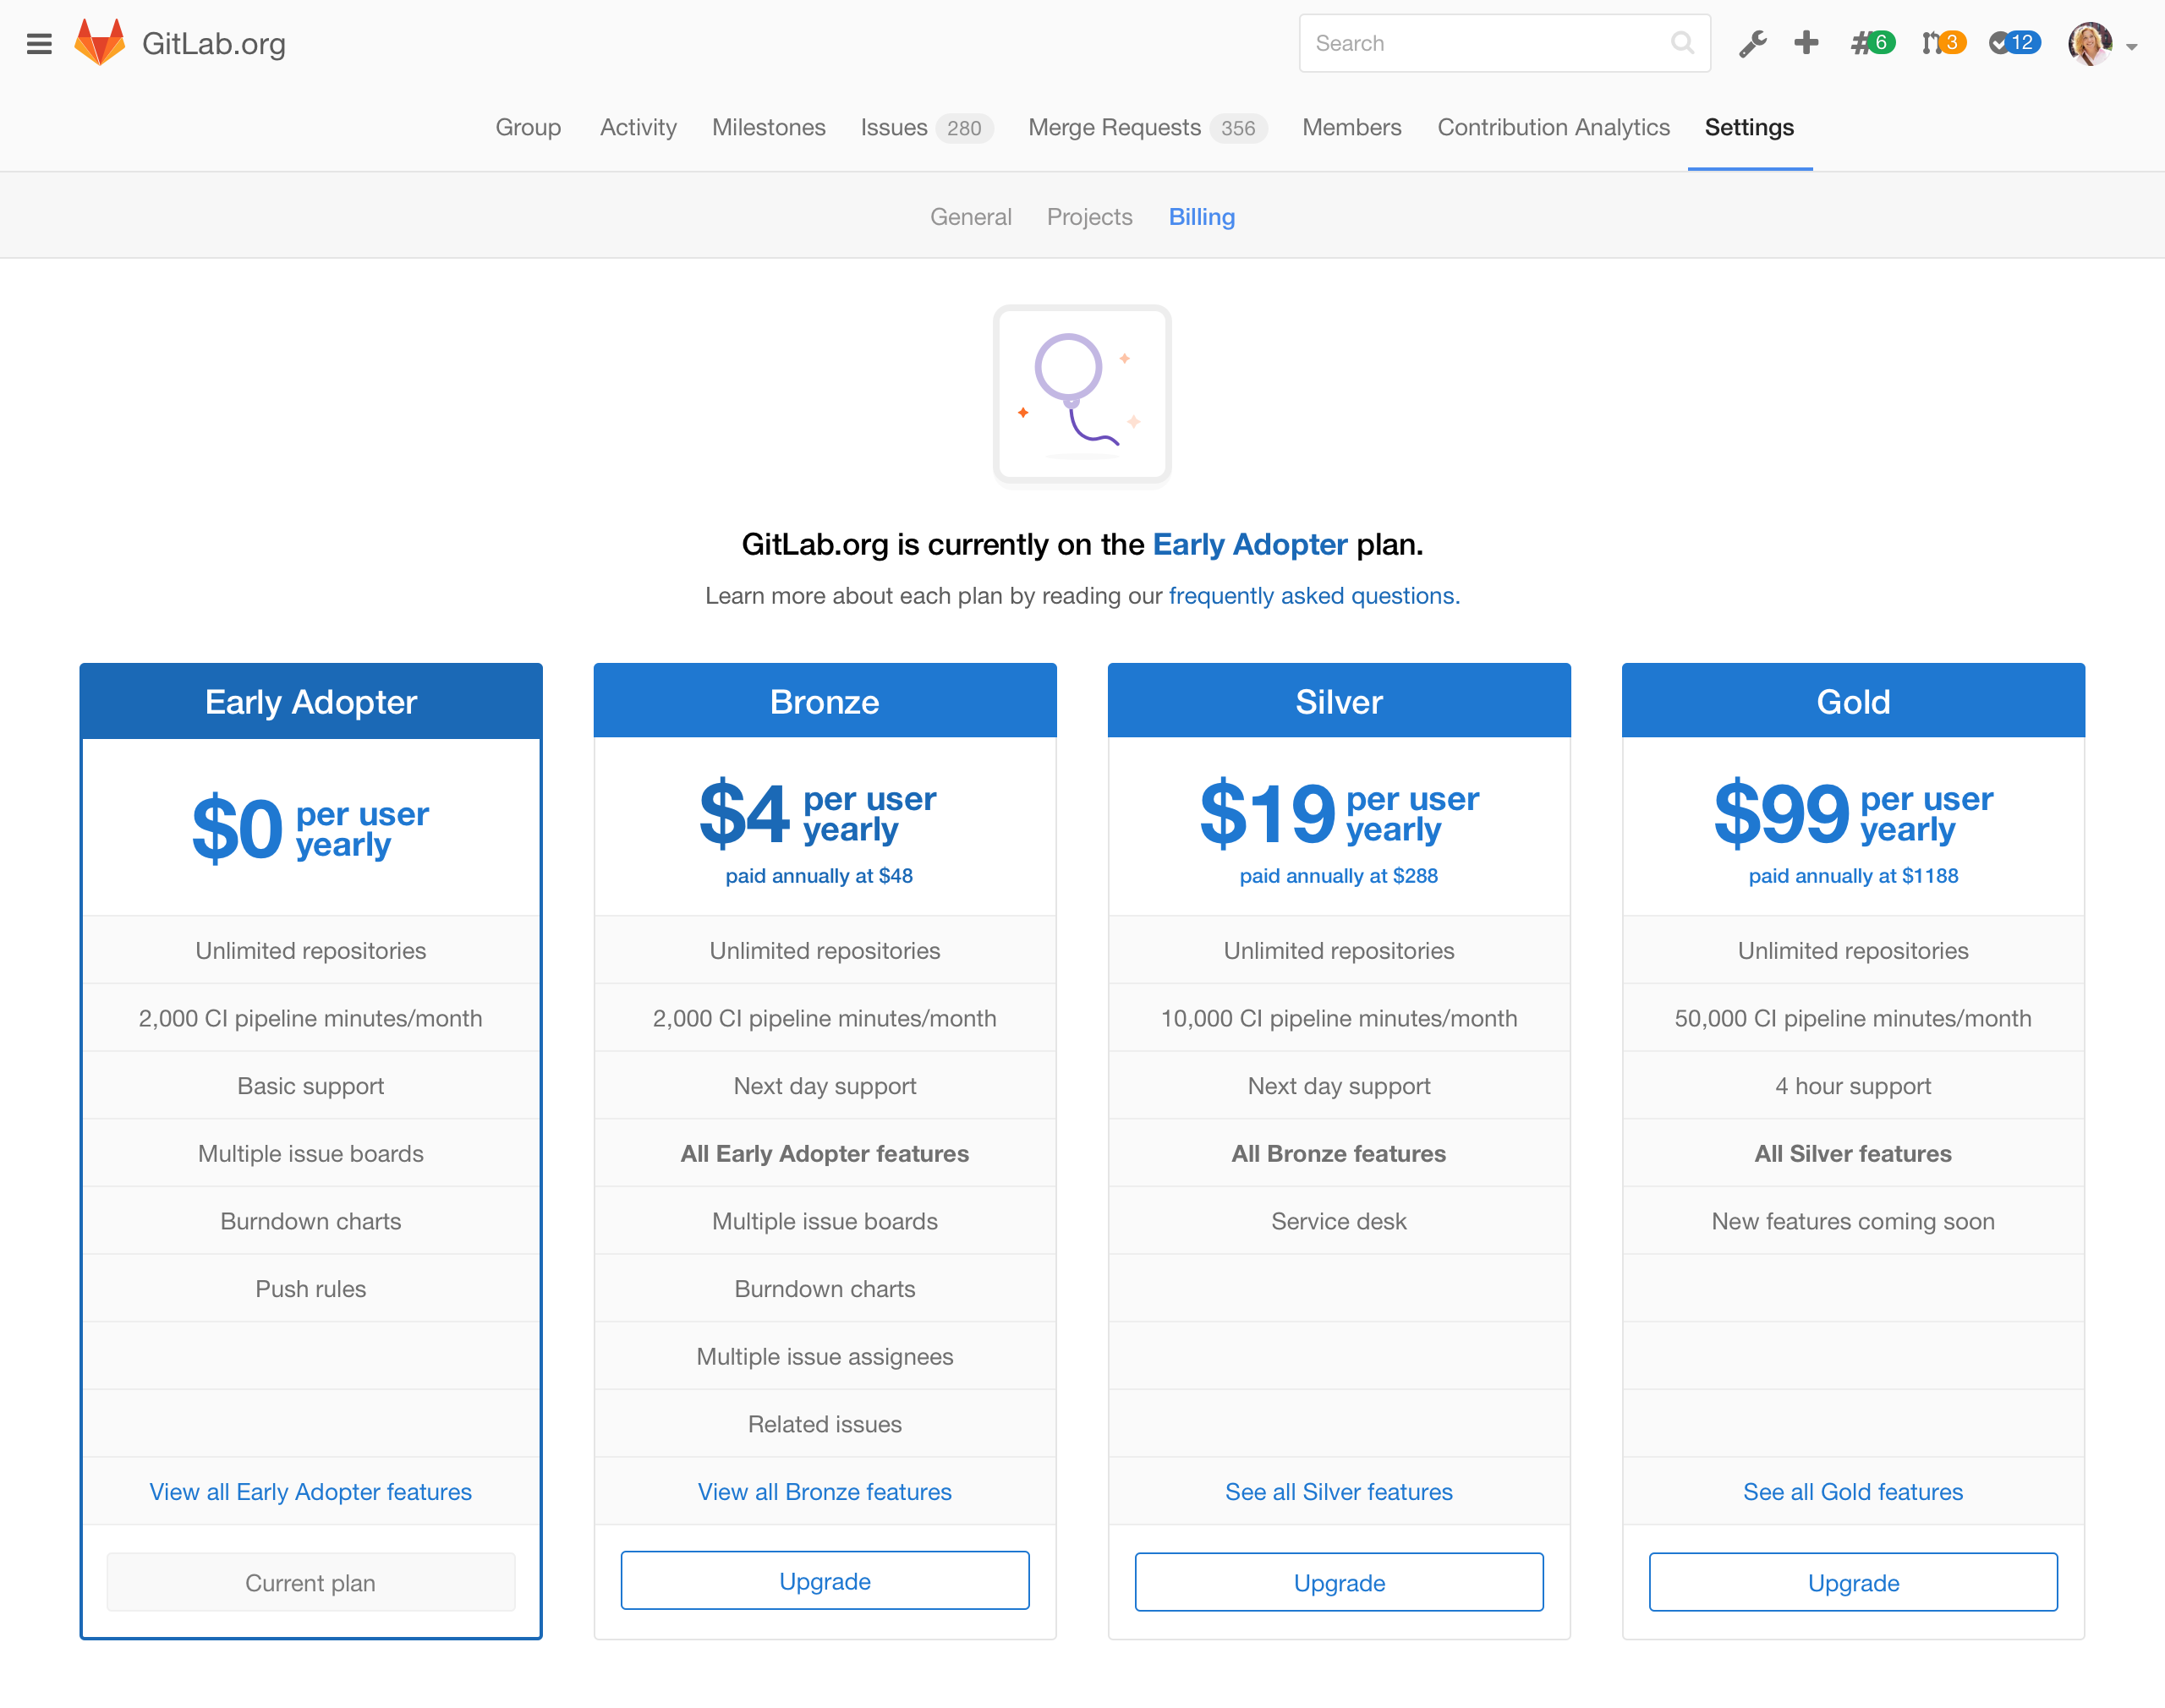 GitLab.org
Search
6
3
12
Group Activity Milestones Issues 280 Merge Requests 356 Members Contribution Analytics Settings
General Projects Billing
GitLab.org is currently on the Early Adopter plan.
Learn more about each plan by reading our frequently asked questions.
Early Adopter
$0 per user
yearly
Unlimited repositories
2,000 CI pipeline minutes/month
Basic support
Multiple issue boards
Burndown charts
Push rules
View all Early Adopter features
Current plan
Bronze
$4 per user
yearly
paid annually at $48
Unlimited repositories
2,000 CI pipeline minutes/month
Next day support
All Early Adopter features
Multiple issue boards
Burndown charts
Multiple issue assignees
Related issues
View all Bronze features
Upgrade
Silver
$19 per user
yearly
paid annually at $288
Unlimited repositories
10,000 CI pipeline minutes/month
Next day support
All Bronze features
Service desk
See all Silver features
Upgrade
Gold
$99 per user
yearly
paid annually at $1188
Unlimited repositories
50,000 CI pipeline minutes/month
4 hour support
All Silver features
New features coming soon
See all Gold features
Upgrade